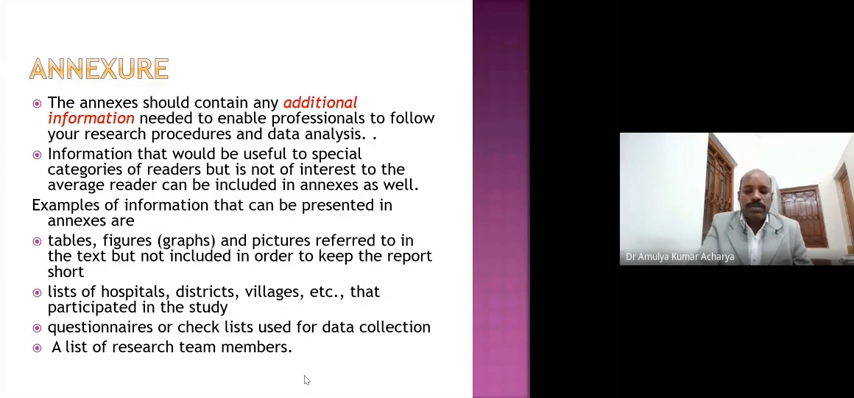 ANNEXURE
The annexes should contain any additional
information needed to enable professionals to follow
your research procedures and data analysis. .
Information that would be useful to special
categories of readers but is not of interest to the
average reader can be included in annexes as well.
Examples of information that can be presented in
annexes are
tables, figures (graphs) and pictures referred to in
the text but not included in order to keep the report
short
lists of hospitals, districts, villages, etc., that
participated in the study
questionnaires or check lists used for data collection
A list of research team members.
Dr Amulya Kumar Acharya